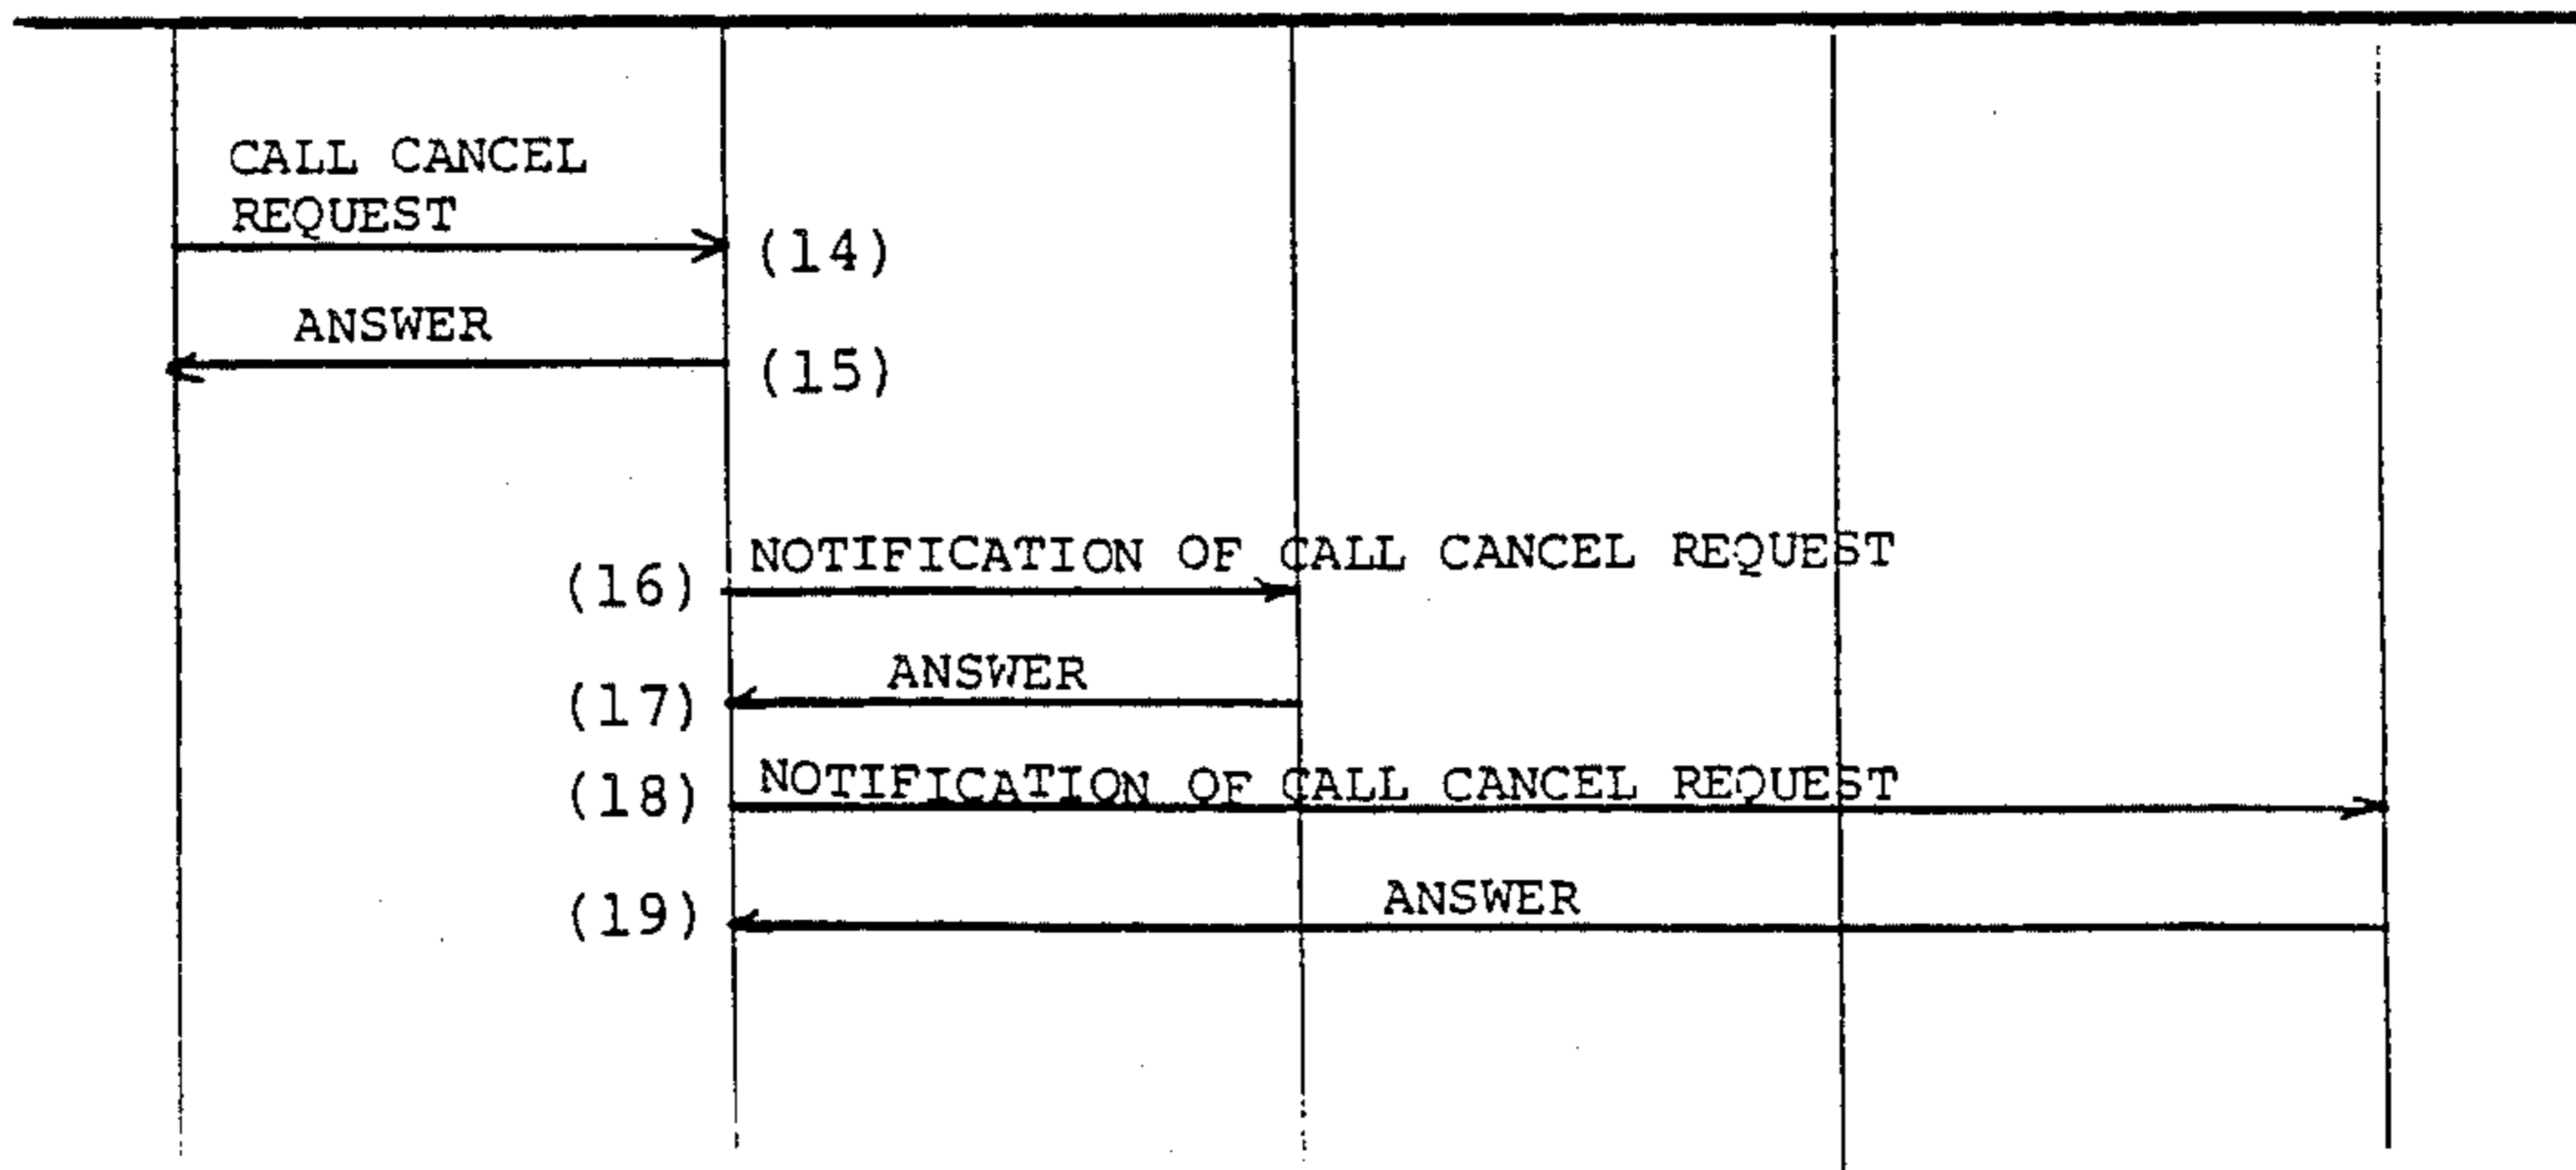 CALL CANCEL
REQUEST
(14)
ANSWER
(15)
NOTIFICATION OF CALL CANCEL REQUEST
(16)
ANSWER
(17)
NOTIFICATION OF CALL CANCEL REQUEST
(18)
ANSWER
(19)